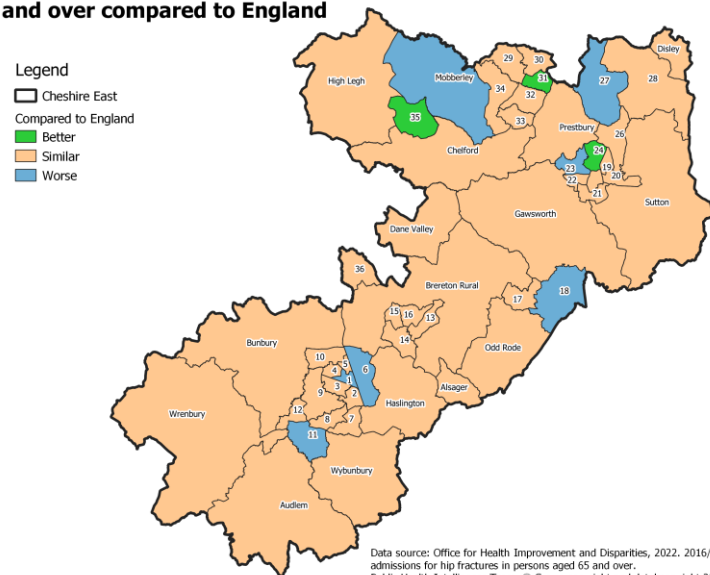 and over compared to England
Legend
Cheshire East
Compared to England
Better
Similar
Worse
Disley
29
30
High Legh
Mobberley
31
27
28
34
32
35
33
Prestbury
26
Chelford
24
23
19
20
22
21
Sutton
Gawsworth
Dane Valley
36
Brereton Rural
18
17
15
16
13
14
Bunbury
Odd Rode
10
5
4
6
1
3
9
2
Alsager
Haslington
Wrenbury
12
8
7
11
Wybunbury
Audlem
Data source: Office for Health Improvement and Disparities, 2022. 2016/
admissions for hip fractures in persons aged 65 and over.